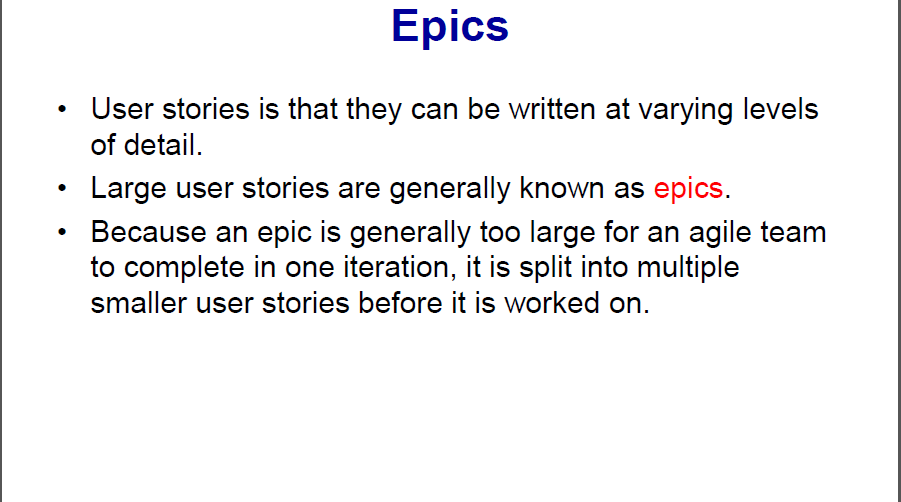 Epics
• User stories is that they can be written at varying levels
of detail.
• Large user stories are generally known as epics.
• Because an epic is generally too large for an agile team
to complete in one iteration, it is split into multiple
smaller user stories before it is worked on.